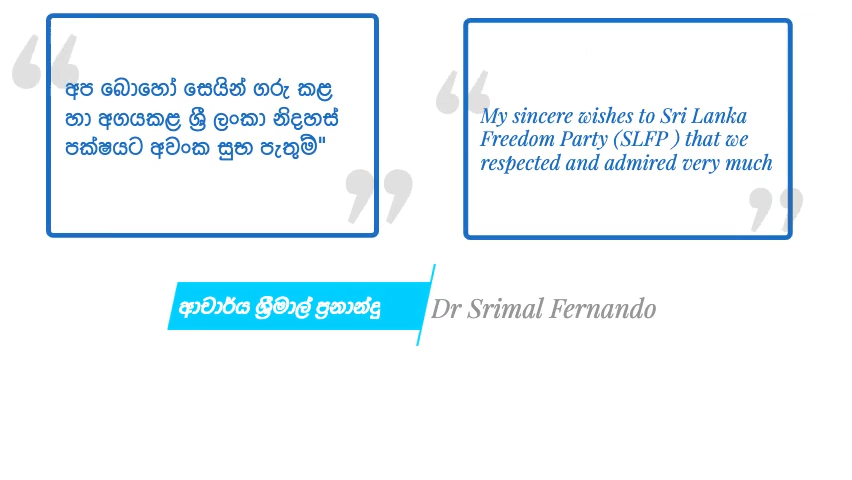 අප බොහෝ සෙයින් ගරු කළ
හා අගයකළ ශ්‍රී ලංකා නිදහස්
පක්ෂයට අවංක සුභ පැතුම්"
My sincere wishes to Sri Lanka
Freedom Party (SLFP ) that we
respected and admired very much
ආචාර්ය ශ්‍රීමාල් ප්‍රනාන්දු
Dr Srimal Fernando